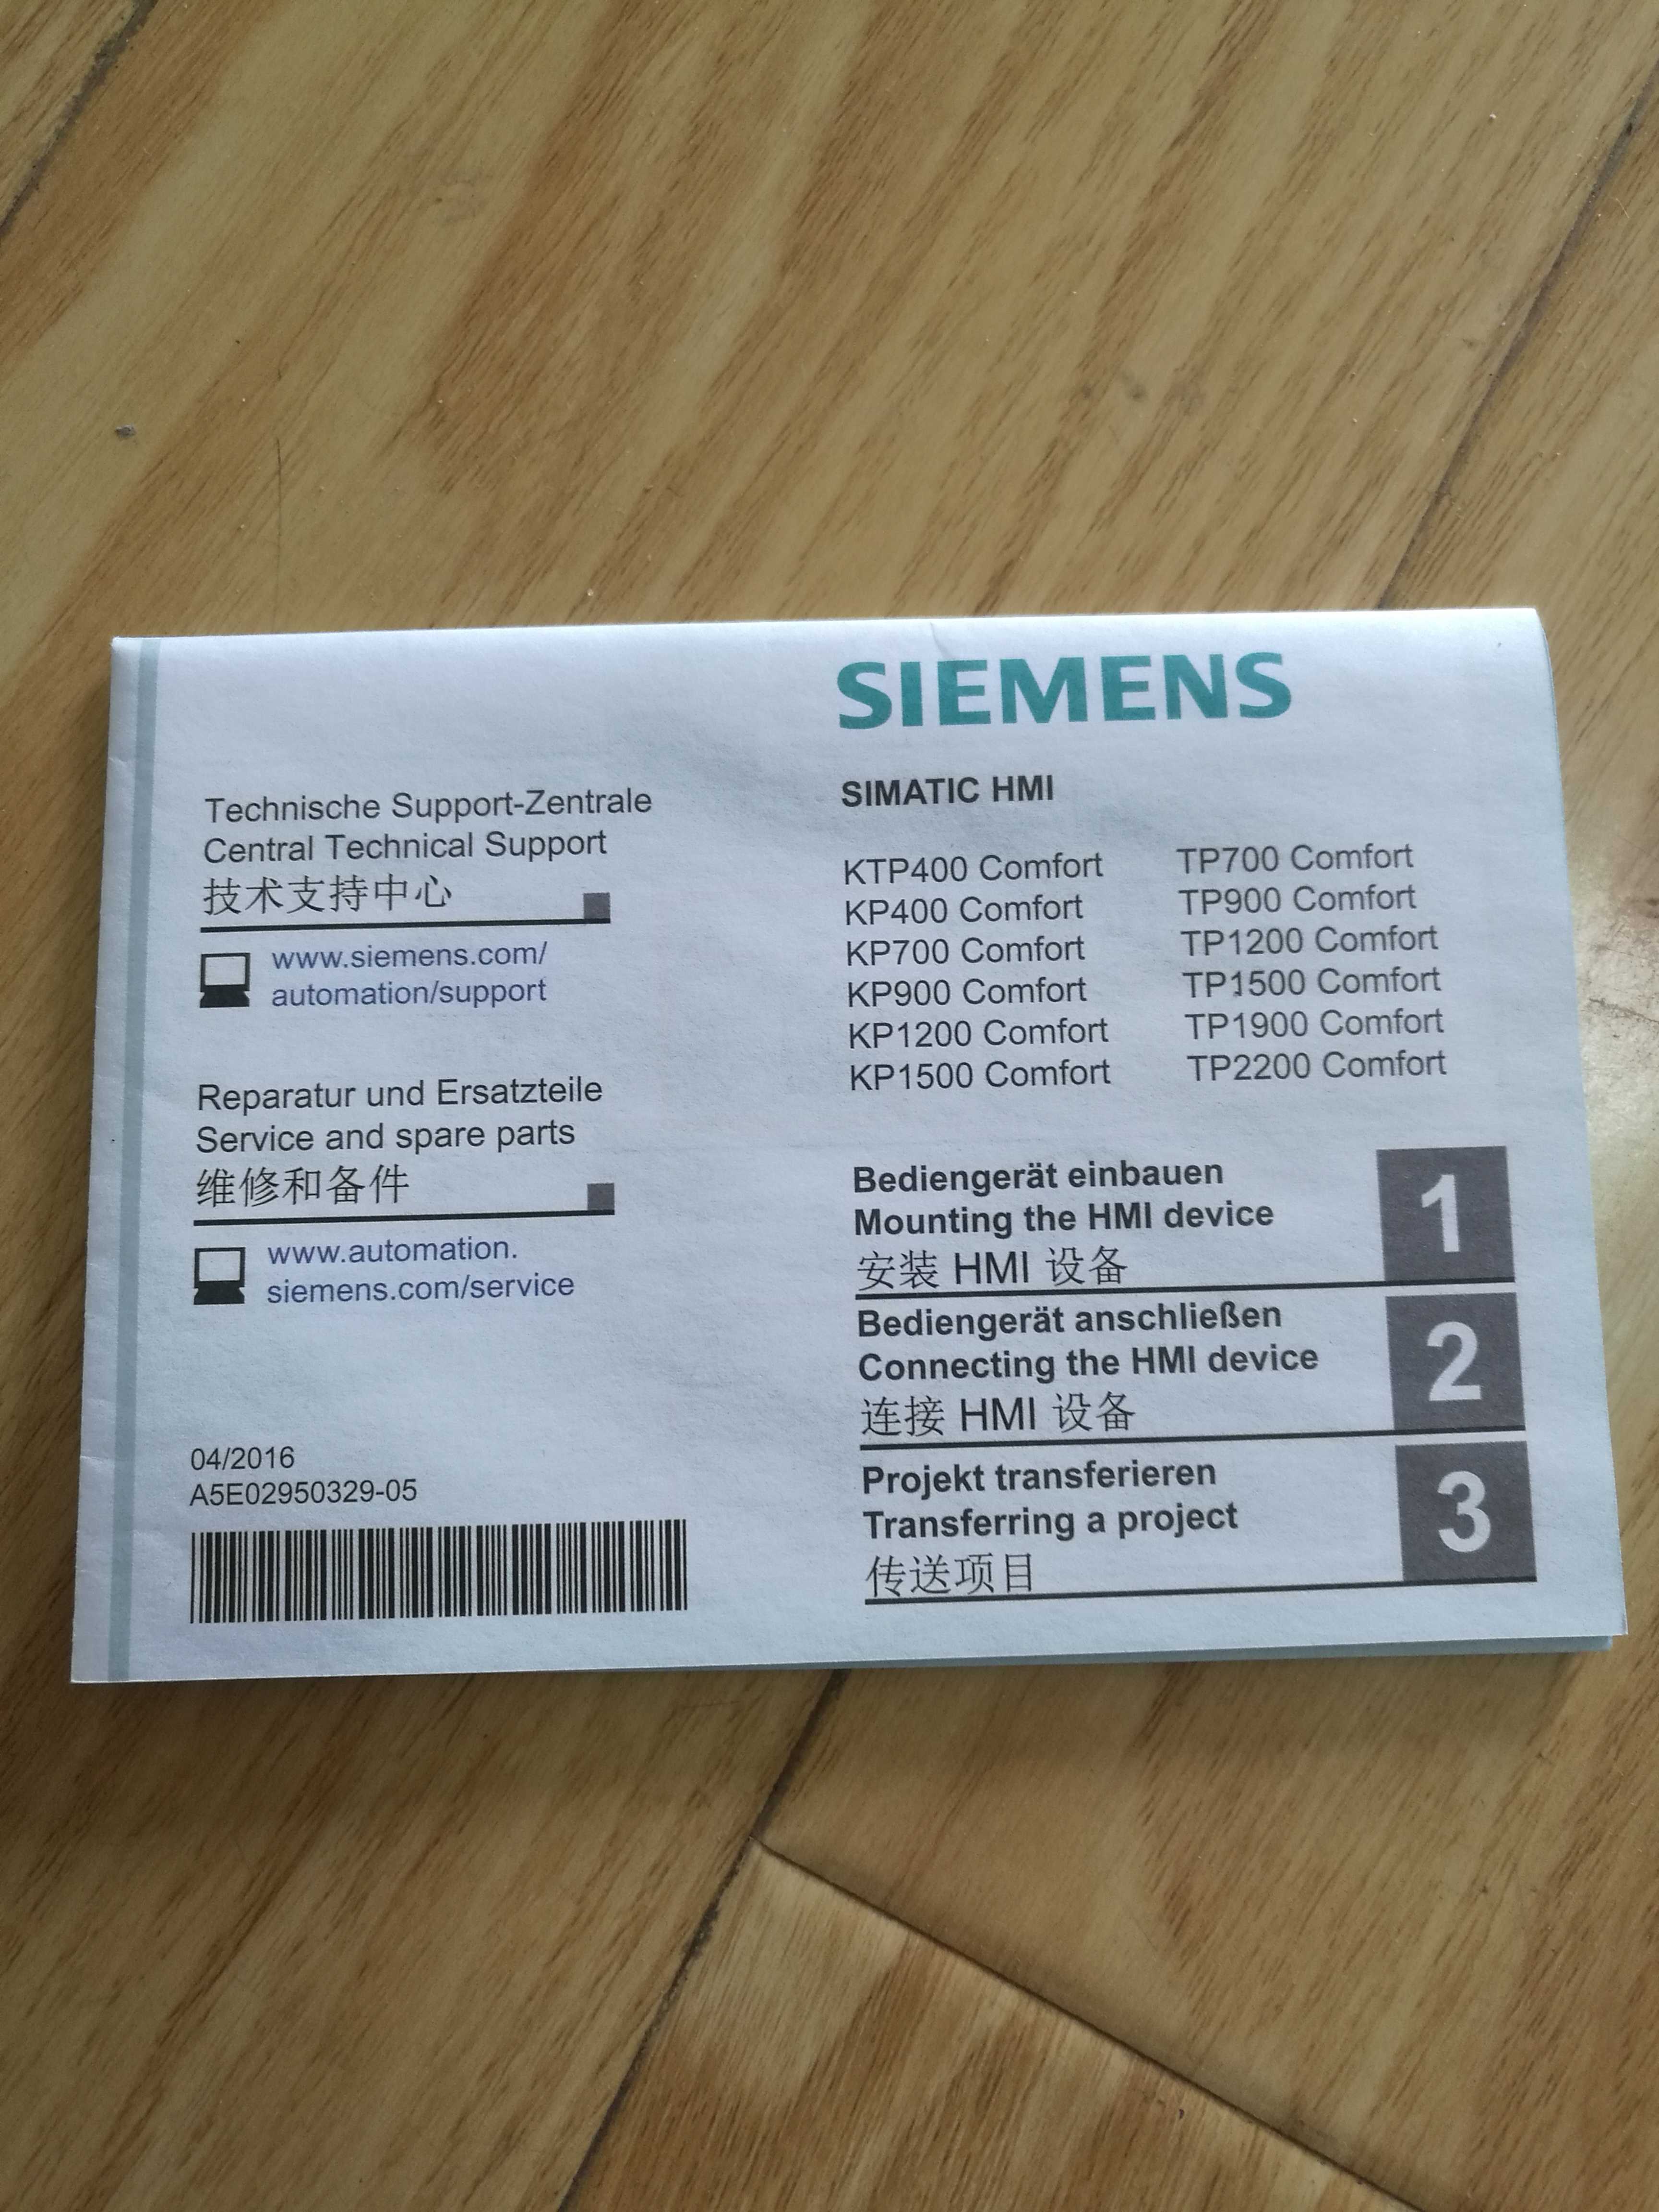 Technische Support-Zentrale
Central Technical Support
技术支持中心
www.siemens.com/
automation/support
Reparatur und Ersatzteile
Service and spare parts
维修和备件
www.automation.
siemens.com/service
04/2016
A5E02950329-05
SIEMENS
SIMATIC HMI
KTP400 Comfort
KP400 Comfort
KP700 Comfort
KP900 Comfort
KP1200 Comfort
KP1500 Comfort
TP700 Comfort
TP900 Comfort
TP1200 Comfort
TP1500 Comfort
TP1900 Comfort
TP2200 Comfort
Bediengerät einbauen
Mounting the HMI device
安装 HMI 设备
1
Bediengerät anschließen
Connecting the HMI device
连接 HMI 设备
2
Projekt transferieren
Transferring a project
传送项目
3